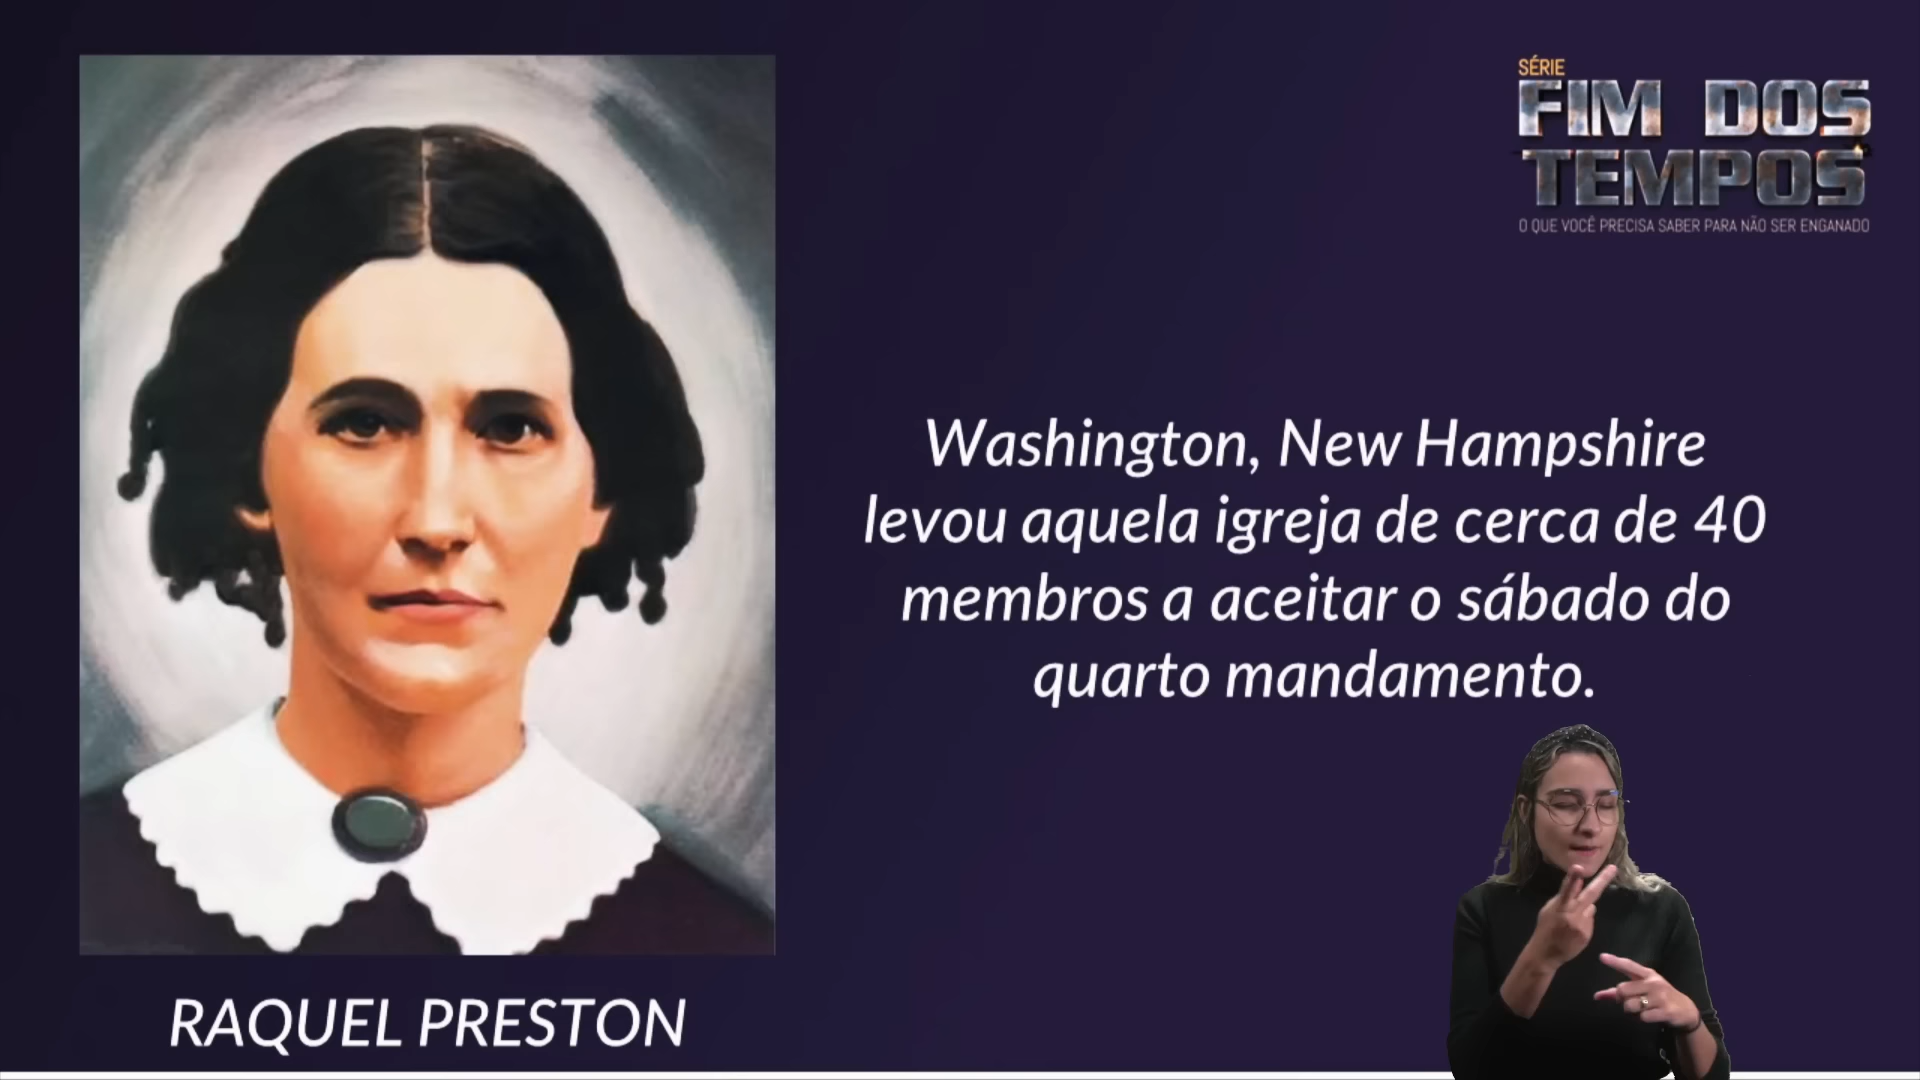 SÉRIE
FIM DOS
TEMPOS
O QUE VOCÊ PRECISA SABER PARA NÃO SER ENGANADO
Washington, New Hampshire
levou aquela igreja de cerca de 40
membros a aceitar o sábado do
quarto mandamento.
RAQUEL PRESTON